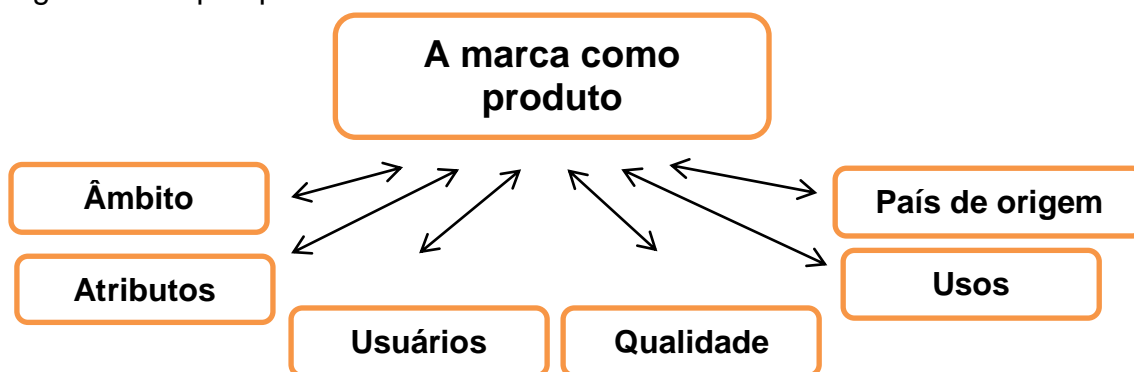 A marca como
produto
Âmbito
País de origem
Atributos
Usos
Usuários
Qualidade